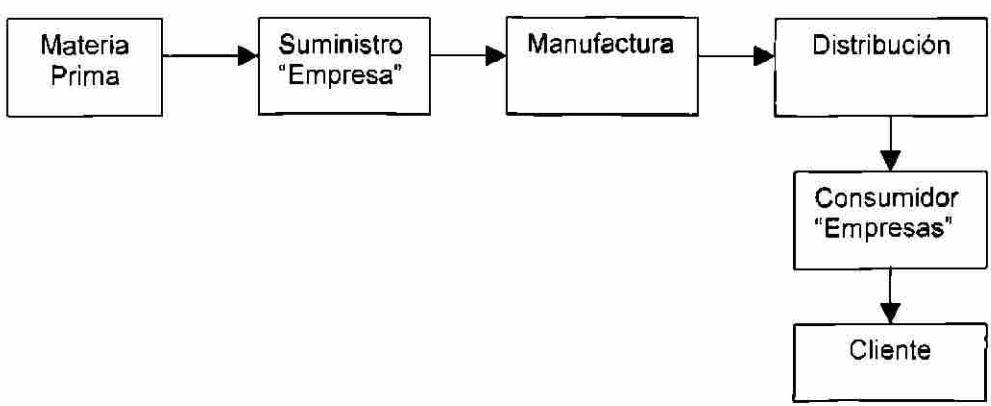 Materia
Prima
Suministro
"Empresa"
Manufactura
Distribución
Consumidor
"Empresas"
Cliente